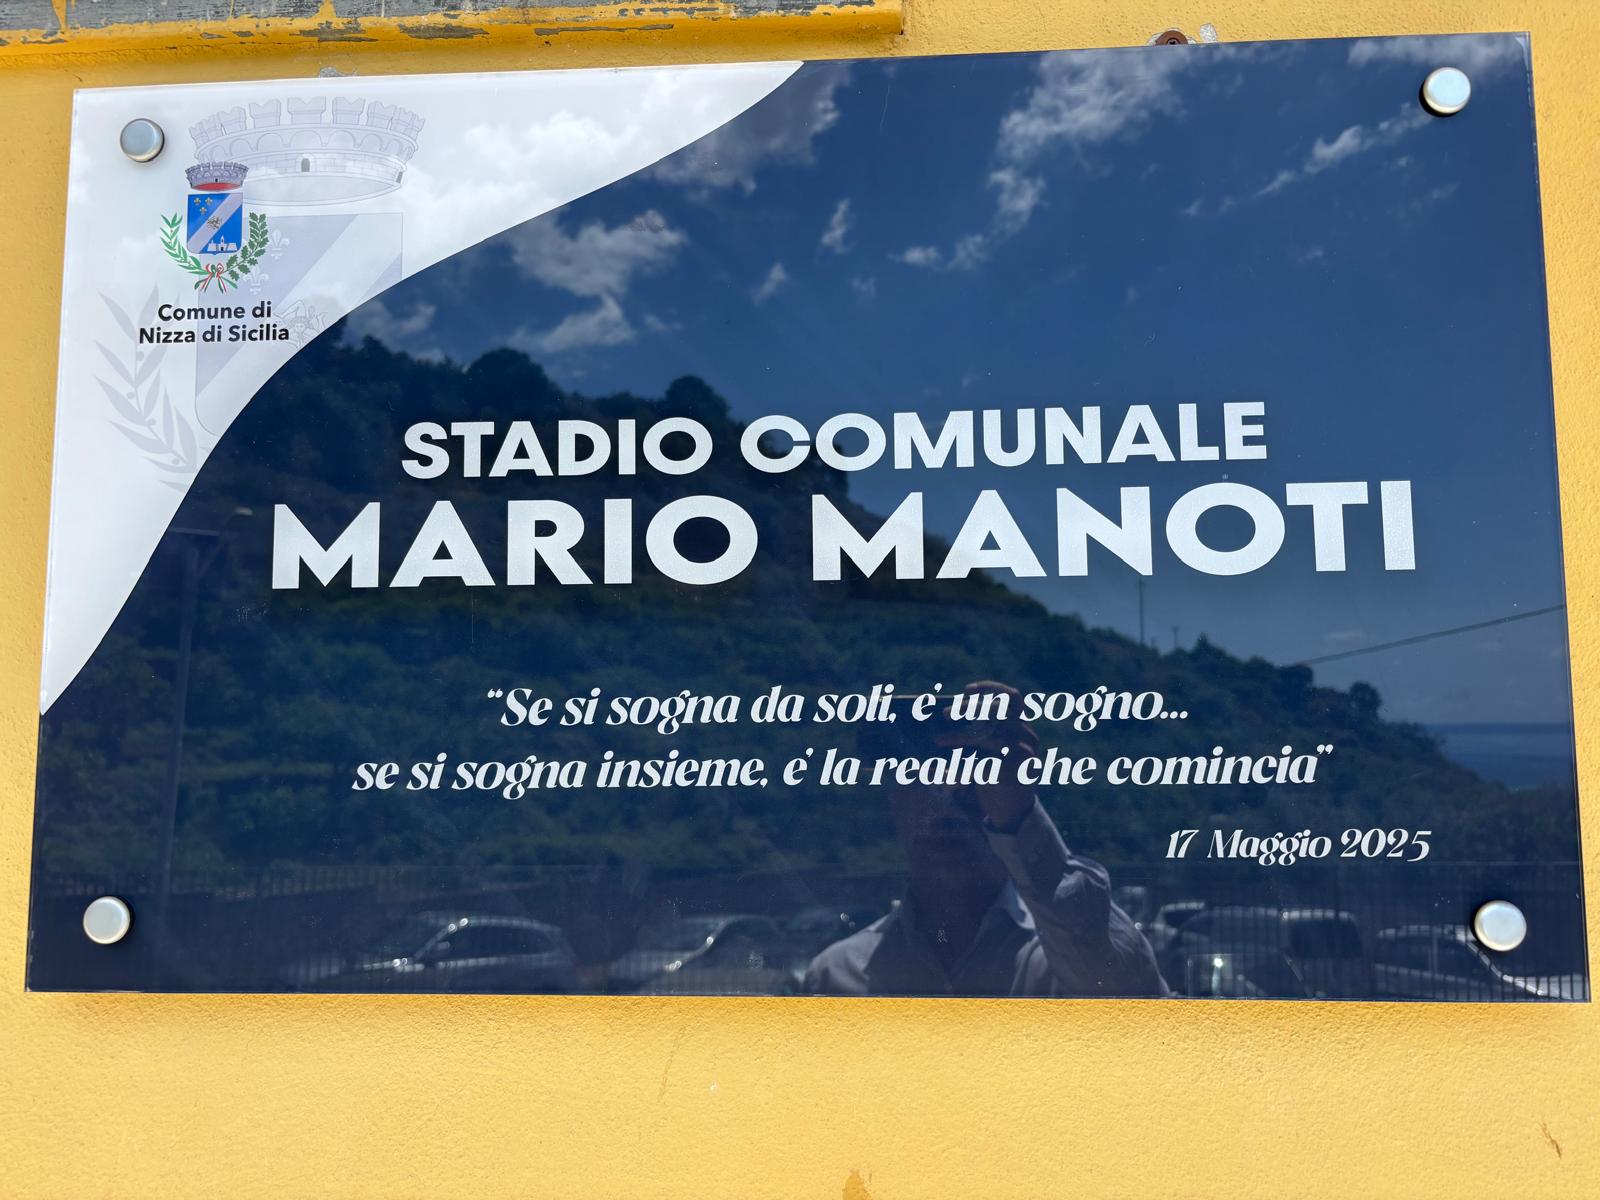 Comune di
Nizza di Sicilia
STADIO COMUNALE
MARIO MANOTI
“Se si sogna da soli, e' un sogno...
se si sogna insieme, e' la realta' che comincia”
17 Maggio 2025